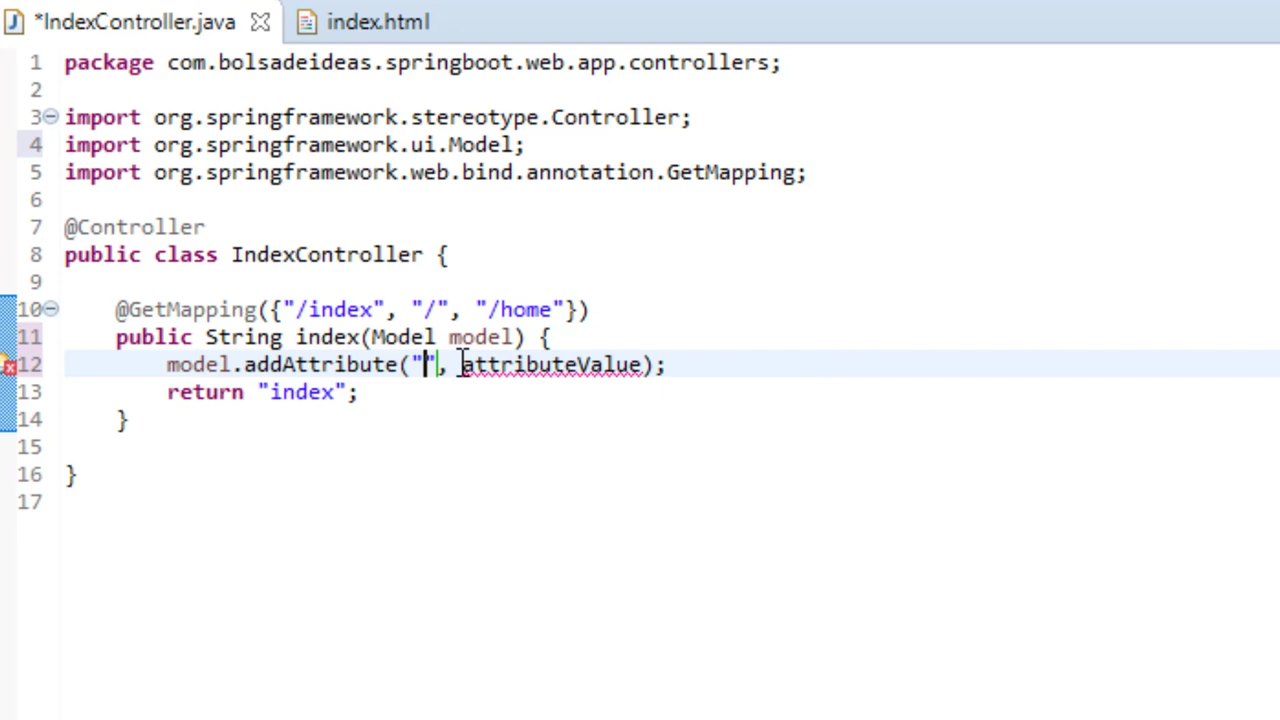 *IndexController.java index.html
1 package com.bolsadeideas.springboot.web.app.controllers;
2
3 import org.springframework.stereotype.Controller;
4 import org.springframework.ui.Model;
5 import org.springframework.web.bind.annotation.GetMapping;
6
7 @Controller
8 public class IndexController {
9
10 @GetMapping({"/index", "/", "/home"})
11 public String index(Model model) {
12 model.addAttribute("", attributeValue);
13 return "index";
14 }
15
16 }
17